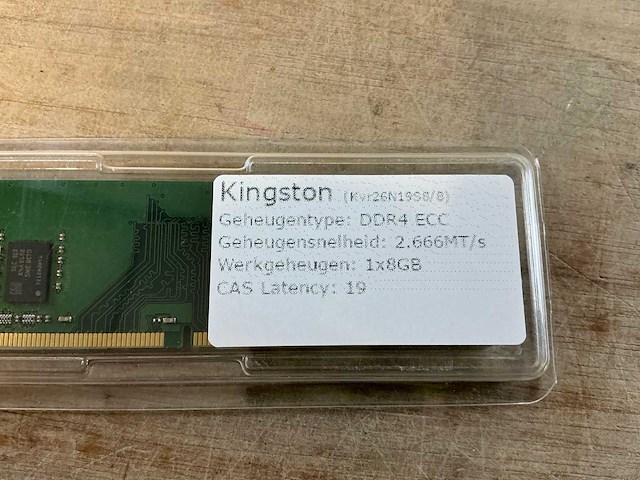 Kingston (Kvr26N19S8/8)
Geheugentype: DDR4 ECC
Geheugensnelheid: 2.666MT/s
Werkgeheugen: 1x8GB
CAS Latency: 19